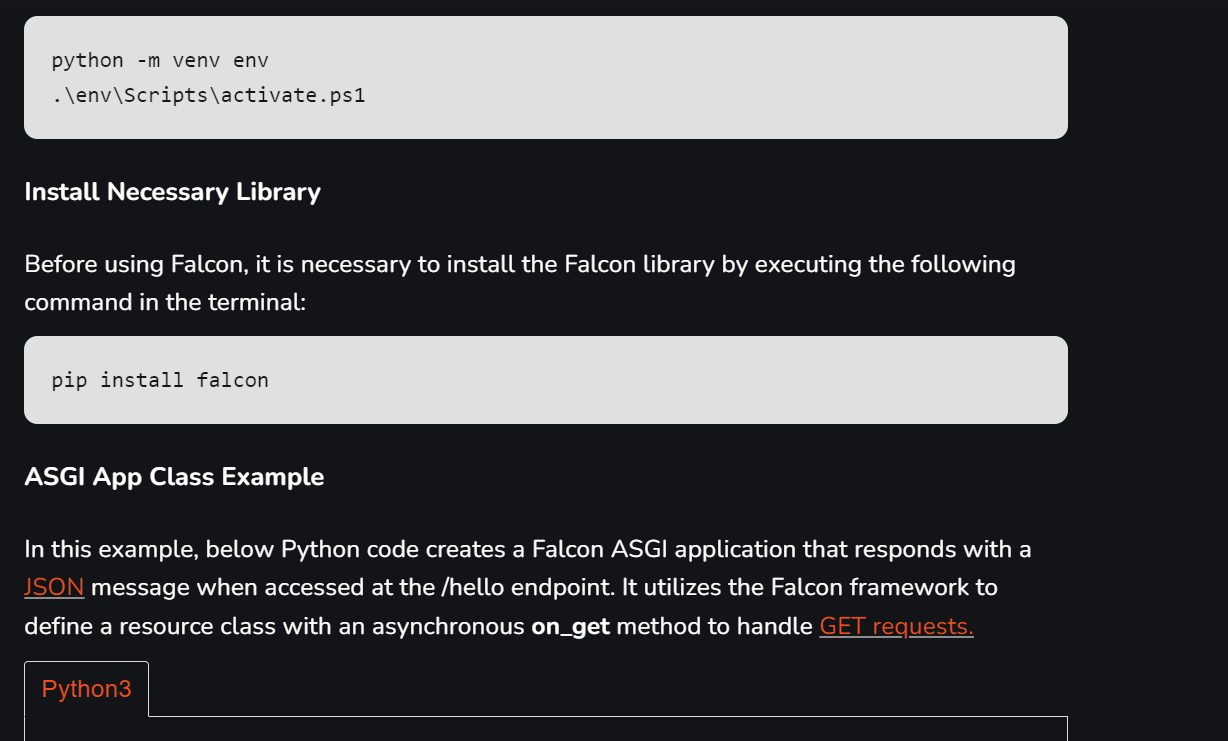 python -m venv env
.\env\Scripts\activate.ps1
Install Necessary Library
Before using Falcon, it is necessary to install the Falcon library by executing the following
command in the terminal:
pip install falcon
ASGI App Class Example
In this example, below Python code creates a Falcon ASGI application that responds with a
JSON message when accessed at the /hello endpoint. It utilizes the Falcon framework to
define a resource class with an asynchronous on_get method to handle GET requests.
Python3